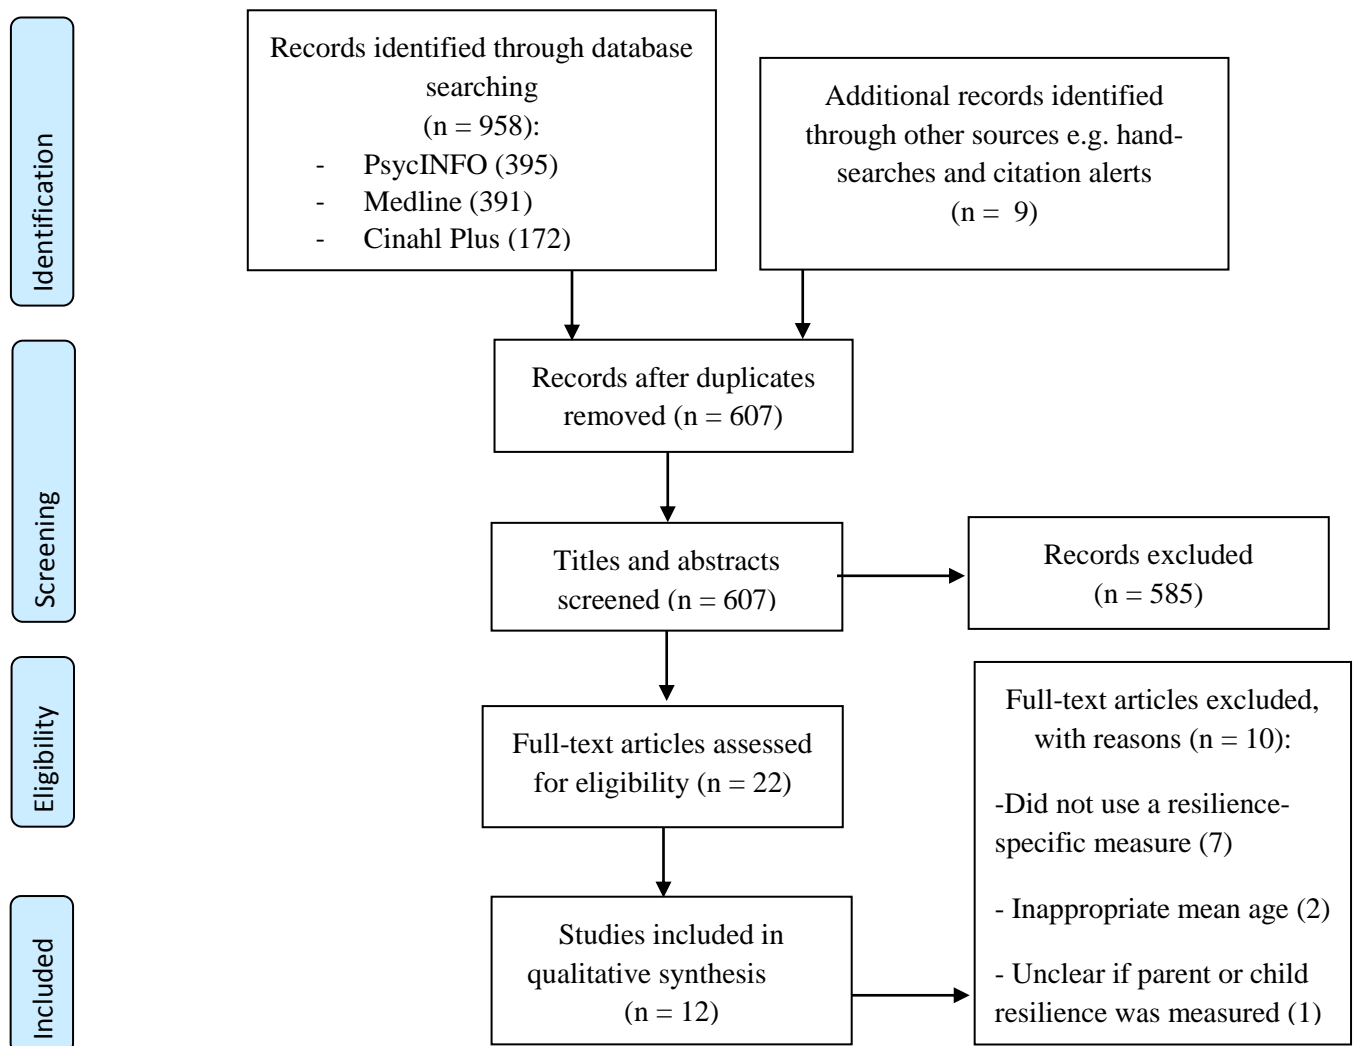 Identification
Records identified through database
searching
(n = 958):
- PsycINFO (395)
- Medline (391)
- Cinahl Plus (172)
Additional records identified
through other sources e.g. hand-
searches and citation alerts
(n = 9)
Screening
Records after duplicates
removed (n = 607)
Titles and abstracts
screened (n = 607)
Records excluded
(n = 585)
Eligibility
Full-text articles assessed
for eligibility (n = 22)
Full-text articles excluded,
with reasons (n = 10):
-Did not use a resilience-
specific measure (7)
- Inappropriate mean age (2)
- Unclear if parent or child
resilience was measured (1)
Included
Studies included in
qualitative synthesis
(n = 12)